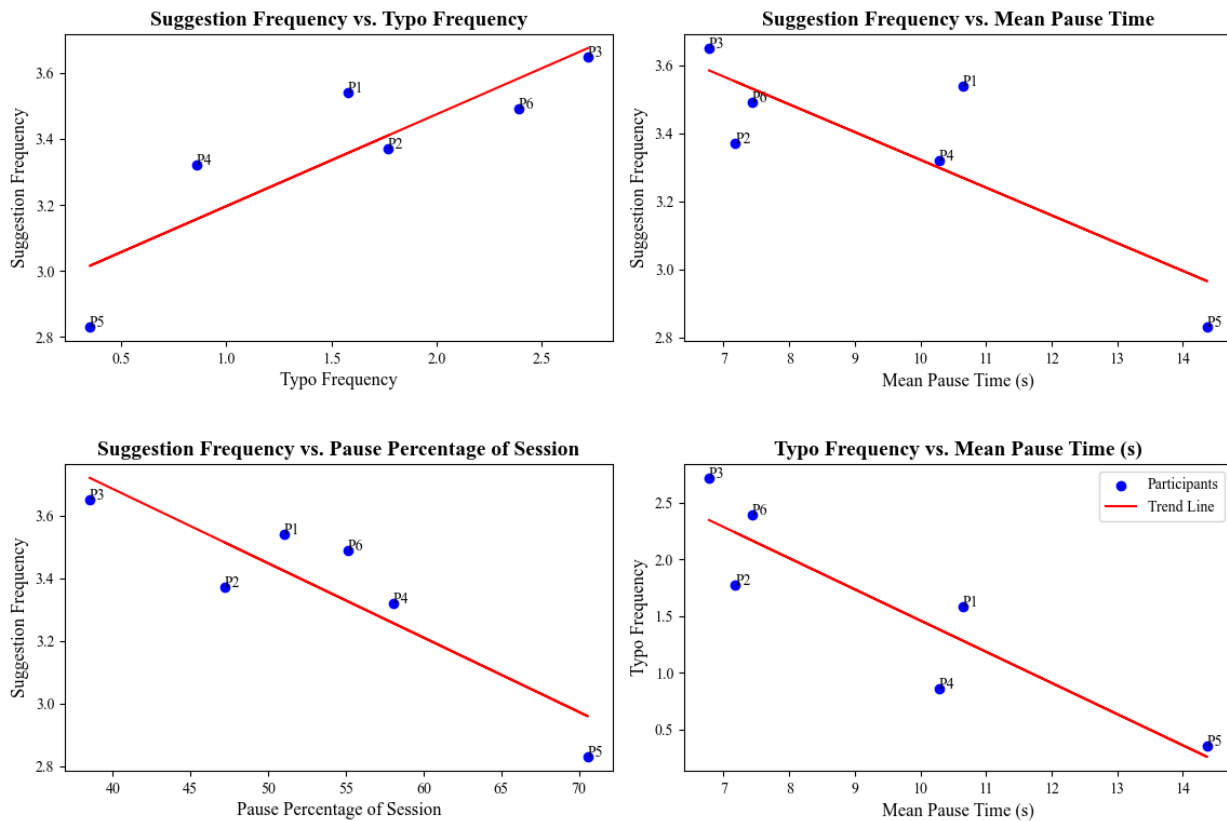 Suggestion Frequency vs. Typo Frequency
Suggestion Frequency
3.6
3.4
3.2
3.0
2.8
P3
P1
P6
P2
P4
P5
0.5 1.0 1.5 2.0 2.5
Typo Frequency
Suggestion Frequency vs. Mean Pause Time
Suggestion Frequency
3.6
3.4
3.2
3.0
2.8
P3
P1
P6
P2
P4
P5
7 8 9 10 11 12 13 14
Mean Pause Time (s)
Suggestion Frequency vs. Pause Percentage of Session
Suggestion Frequency
3.6
3.4
3.2
3.0
2.8
P3
P1
P6
P2
P4
P5
40 45 50 55 60 65 70
Pause Percentage of Session
Typo Frequency vs. Mean Pause Time (s)
Typo Frequency
2.5
2.0
1.5
1.0
0.5
P3
P6
P2
P1
P4
P5
Participants
Trend Line
7 8 9 10 11 12 13 14
Mean Pause Time (s)